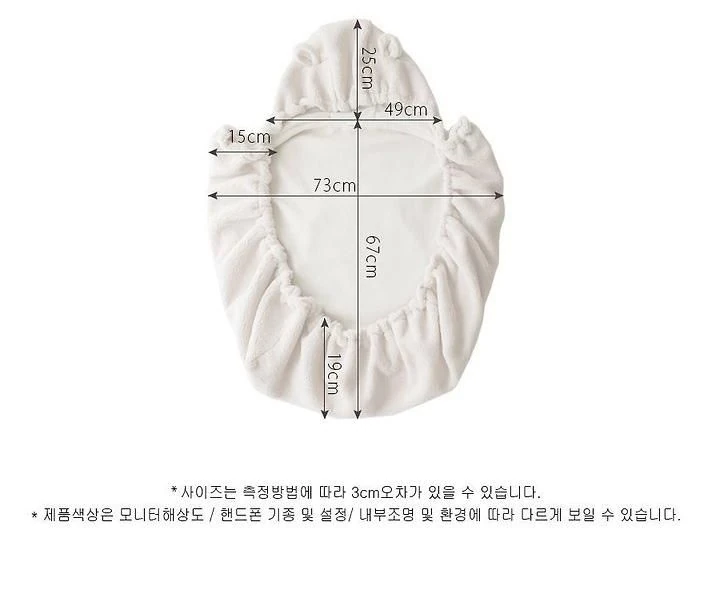 25cm
49cm
15cm
73cm
67cm
19cm
*사이즈는 측정방법에 따라 3cm오차가 있을 수 있습니다.
* 제품색상은 모니터해상도 / 핸드폰 기종 및 설정/ 내부조명 및 환경에 따라 다르게 보일 수 있습니다.